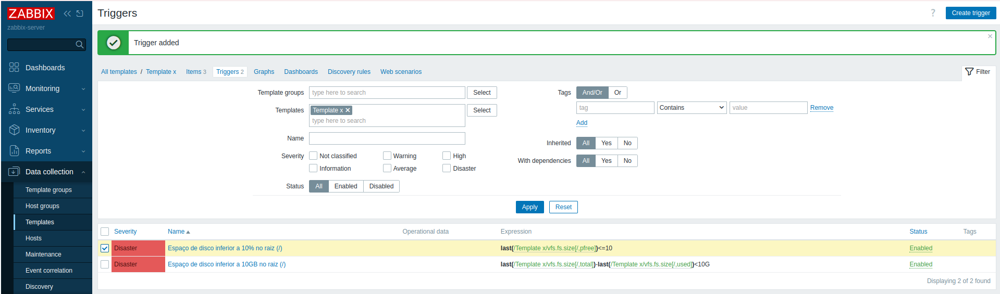 ZABBIX
zabbix-server
Dashboards
Monitoring
Services
Inventory
Reports
Data collection
Template groups
Host groups
Templates
Hosts
Maintenance
Event correlation
Discovery
Triggers
? Create trigger
Trigger added
All templates / Template x Items 3 Triggers 2 Graphs Dashboards Discovery rules Web scenarios Filter
Template groups type here to search Select
Templates Template x Select
type here to search
Name
Severity Not classified Warning High
Information Average Disaster
Status All Enabled Disabled
Tags And/Or Or
tag Contains value Remove
Add
Inherited All Yes No
With dependencies All Yes No
Apply Reset
Severity Name Operational data Expression Status Tags
Disaster Espaço de disco inferior a 10% no raiz (/) last(/Template x/vfs.fs.size[/,pfree])<=10 Enabled
Disaster Espaço de disco inferior a 10GB no raiz (/) last(/Template x/vfs.fs.size[/,total])-last(/Template x/vfs.fs.size[/,used])<10G Enabled
Displaying 2 of 2 found